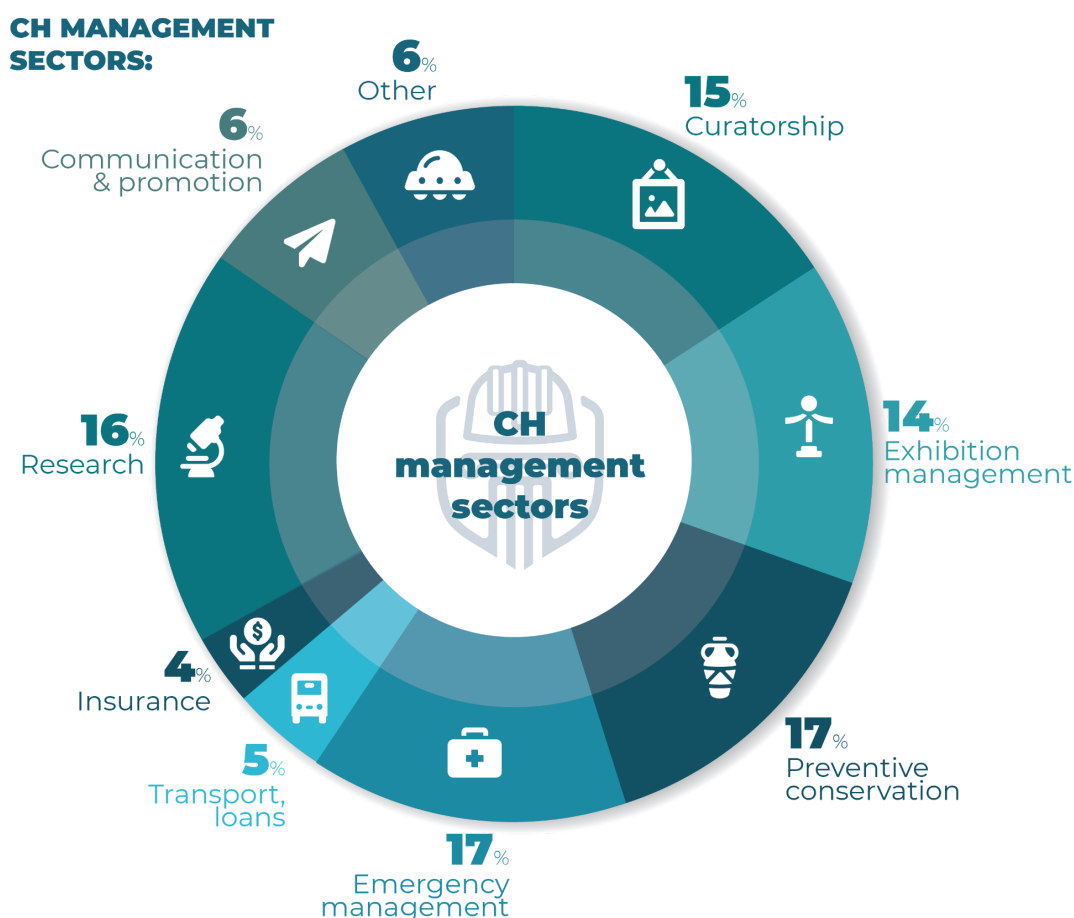 CH MANAGEMENT
SECTORS:
6%
Other
15%
Curatorship
6%
Communication
& promotion
14%
Exhibition
management
16%
Research
CH
management
sectors
$
4%
Insurance
17%
Preventive
conservation
5%
Transport,
loans
17%
Emergency
management